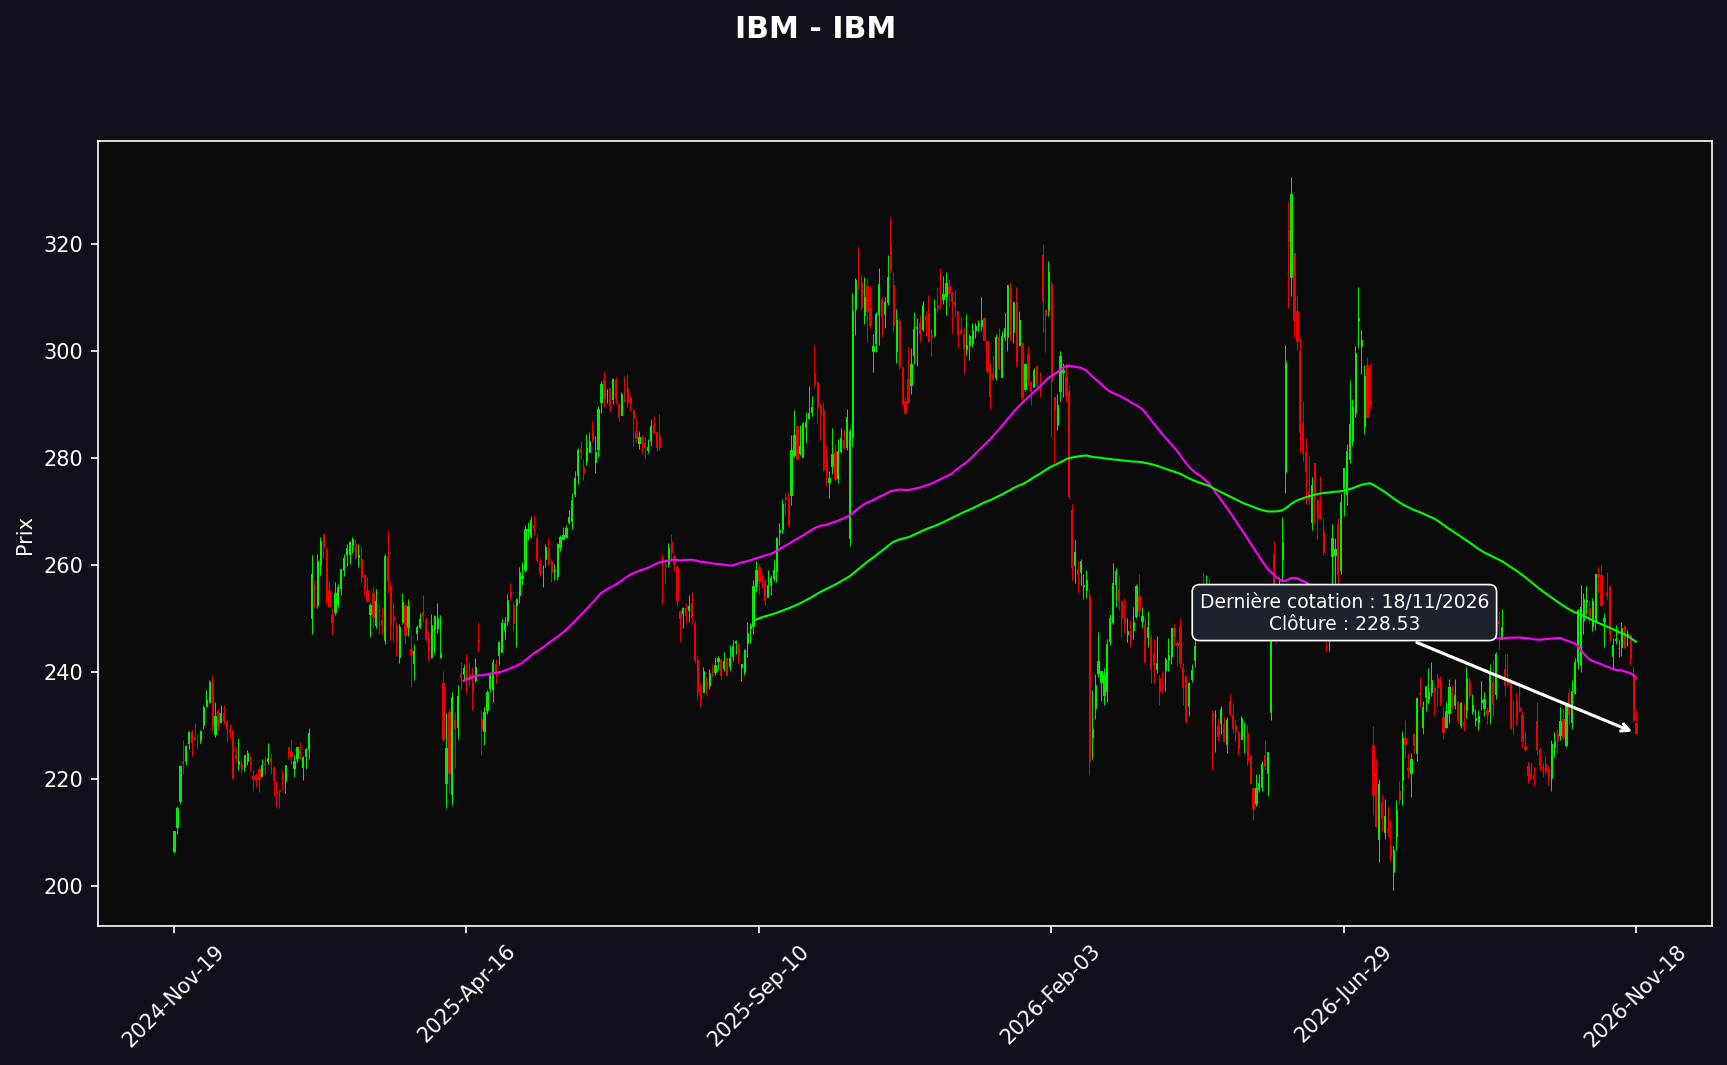 IBM - IBM
Prix
320
300
280
260
240
220
200
Dernière cotation : 18/11/2026
Clôture : 228.53
2024-Nov-19
2025-Apr-16
2025-Sep-10
2026-Feb-03
2026-Jun-29
2026-Nov-18